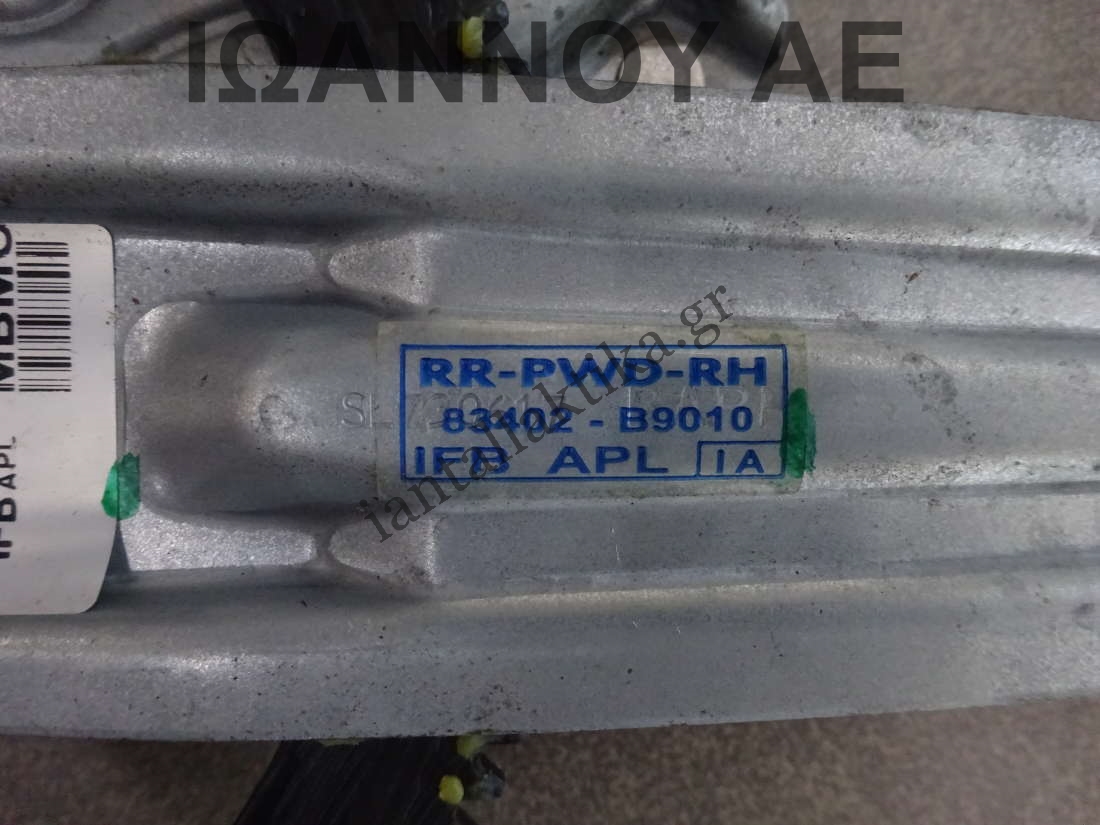 ΙΩΑΝΝΟΥ ΑΕ
iantallaktika.gr
RR-PWD-RH
83402 - B9010
IFB APL IA
IFB APL